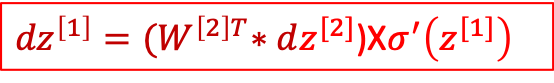 dz^{[1]} = (W^{[2]T} * dz^{[2]})Xσ′(z^{[1]})